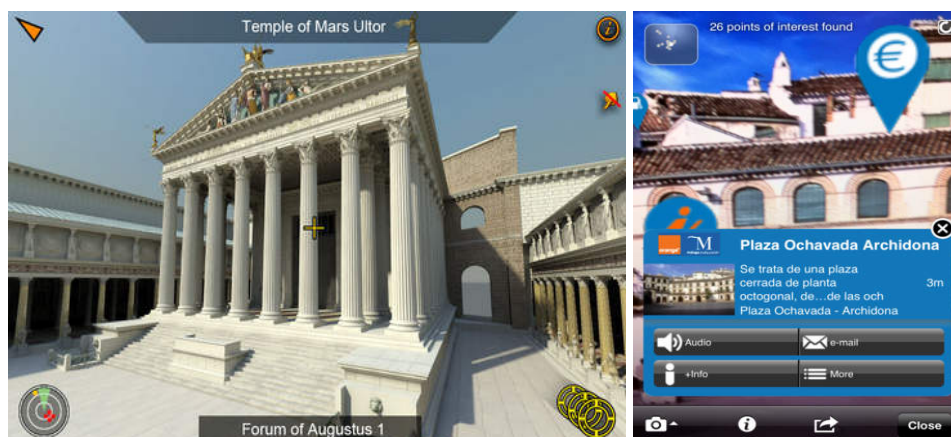 Temple of Mars Ultor
Forum of Augustus 1
26 points of interest found
€
orange
M
Plaza Ochavada Archidona
Se trata de una plaza
cerrada de planta
octogonal, de...de las och
Plaza Ochavada - Archidona
3m
Audio
e-mail
+Info
More
Close